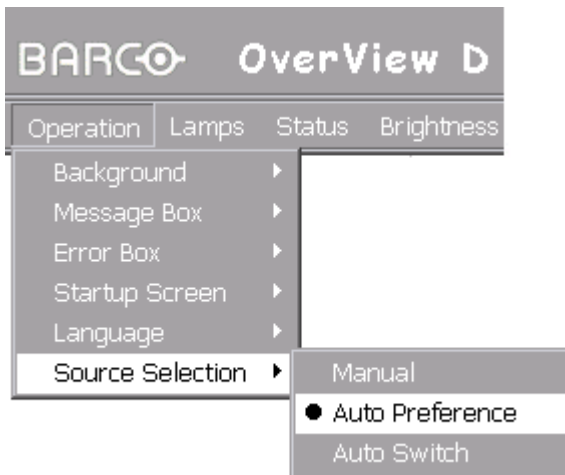 BARCO OverView D
Operation Lamps Status Brightness
Background
Message Box
Error Box
Startup Screen
Language
Source Selection
Manual
Auto Preference
Auto Switch